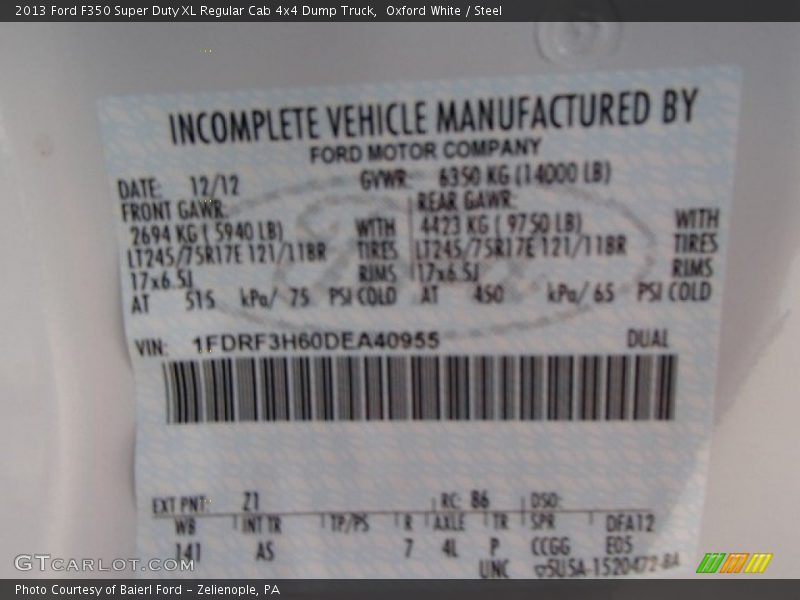 2013 Ford F350 Super Duty XL Regular Cab 4x4 Dump Truck,  Oxford White / Steel
INCOMPLETE VEHICLE MANUFACTURED BY
FORD MOTOR COMPANY
DATE: 12/12 GVWR: 6350 KG (14000 LB)
FRONT GAWR: REAR GAWR:
2694 KG ( 5940 LB) WITH 4423 KG ( 9750 LB) WITH
LT245/75R17E 121/118R TIRES LT245/75R17E 121/118R TIRES
17x6.5J RIMS 17x6.5J RIMS
AT 515 kPa/ 75 PSI COLD AT 450 kPa/ 65 PSI COLD
VIN: 1FDRF3H60DEA40955 DUAL
EXT PNT: Z1 RC: 86 DSO:
WB INT TR TP/PS R AXLE TR SPR DFA12
141 AS 7 4L P CCGG E05
UNC 5U5A-1520472-BA
GTCARLOT.COM
Photo Courtesy of Baierl Ford – Zelienople, PA